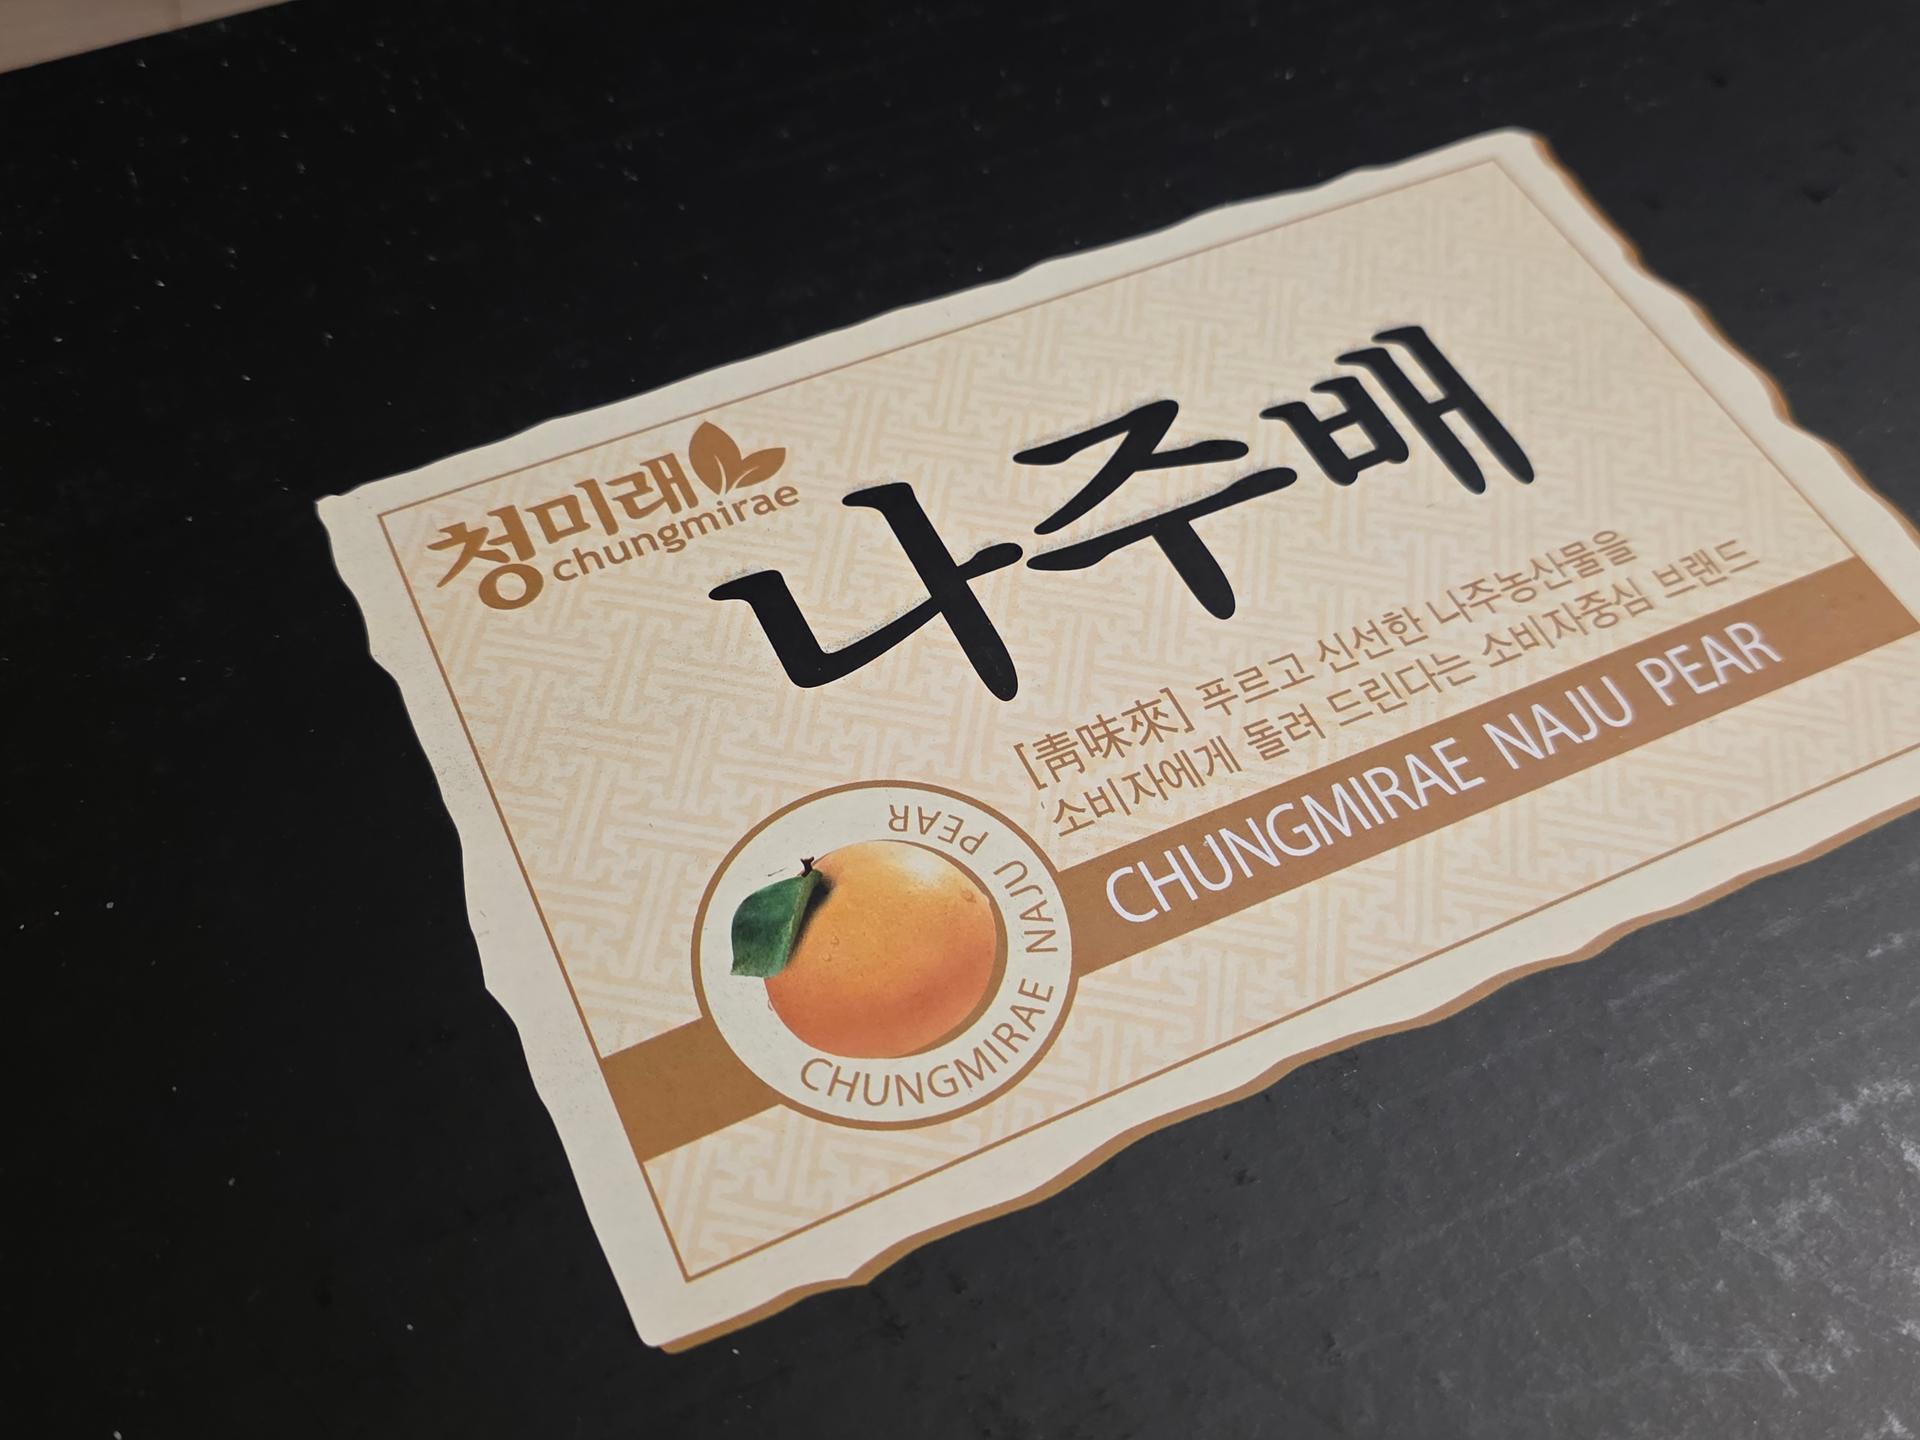 청미래
chungmirae
나주배
[靑味來] 푸르고 신선한 나주농산물을
소비자에게 돌려 드린다는 소비자중심 브랜드
CHUNGMIRAE NAJU PEAR
CHUNGMIRAE NAJU PEAR